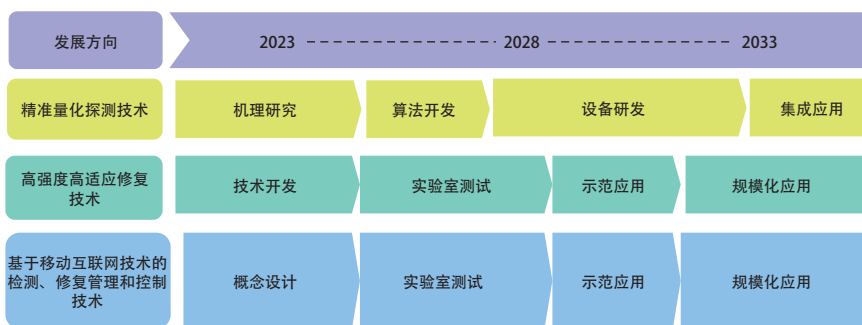 发展方向 2023 2028 2033
精准量化探测技术 机理研究 算法开发 设备研发 集成应用
高强度高适应修复
技术
技术开发 实验室测试 示范应用 规模化应用
基于移动互联网技术的
检测、修复管理和控制
技术
概念设计 实验室测试 示范应用 规模化应用